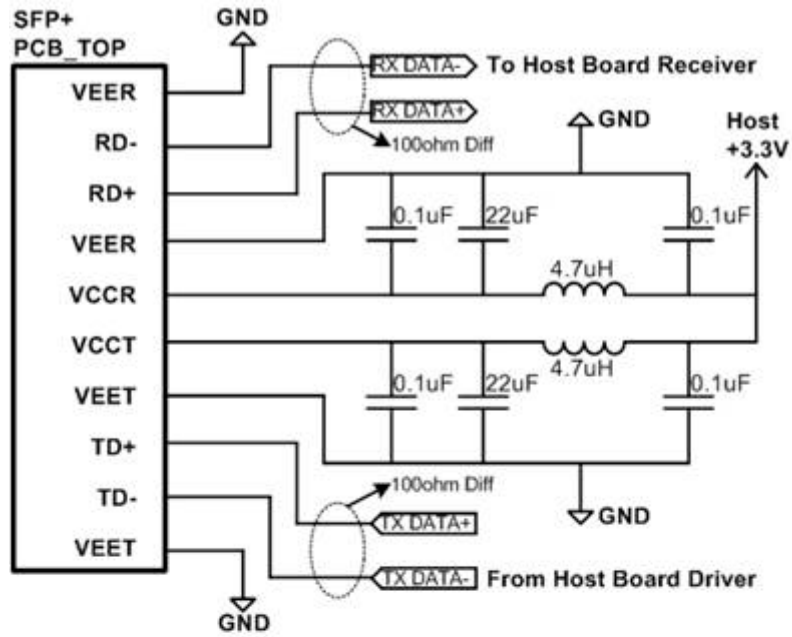 SFP+
PCB_TOP
GND
VEER
RX DATA-
To Host Board Receiver
RD-
RX DATA+
100ohm Diff
GND
Host
+3.3V
RD+
VEER
0.1uF
22uF
0.1uF
4.7uH
VCCR
VCCT
4.7uH
VEET
0.1uF
22uF
0.1uF
TD+
100ohm Diff
TD-
TX DATA+
GND
VEET
TX DATA-
From Host Board Driver
GND